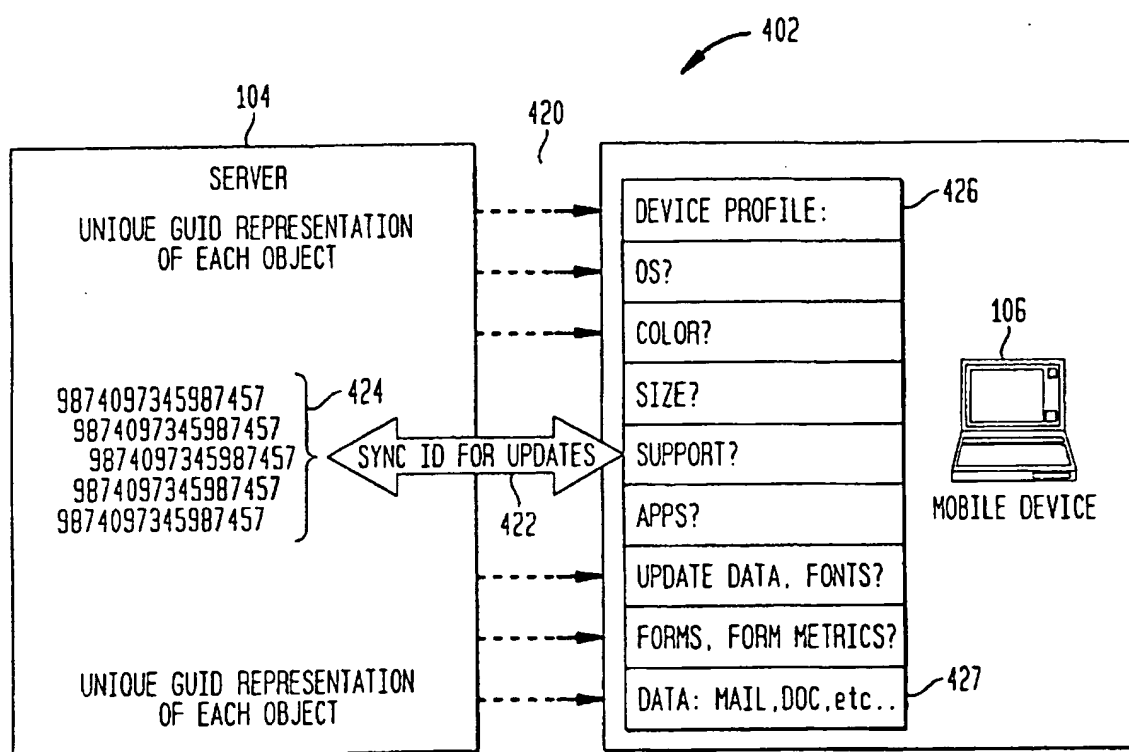 402
104
420
SERVER
UNIQUE GUID REPRESENTATION
OF EACH OBJECT
9874097345987457
9874097345987457
9874097345987457
9874097345987457
9874097345987457
424
SYNC ID FOR UPDATES
422
UNIQUE GUID REPRESENTATION
OF EACH OBJECT
DEVICE PROFILE:
426
OS?
COLOR?
SIZE?
SUPPORT?
APPS?
UPDATE DATA, FONTS?
FORMS, FORM METRICS?
DATA: MAIL,DOC,etc..
427
106
MOBILE DEVICE